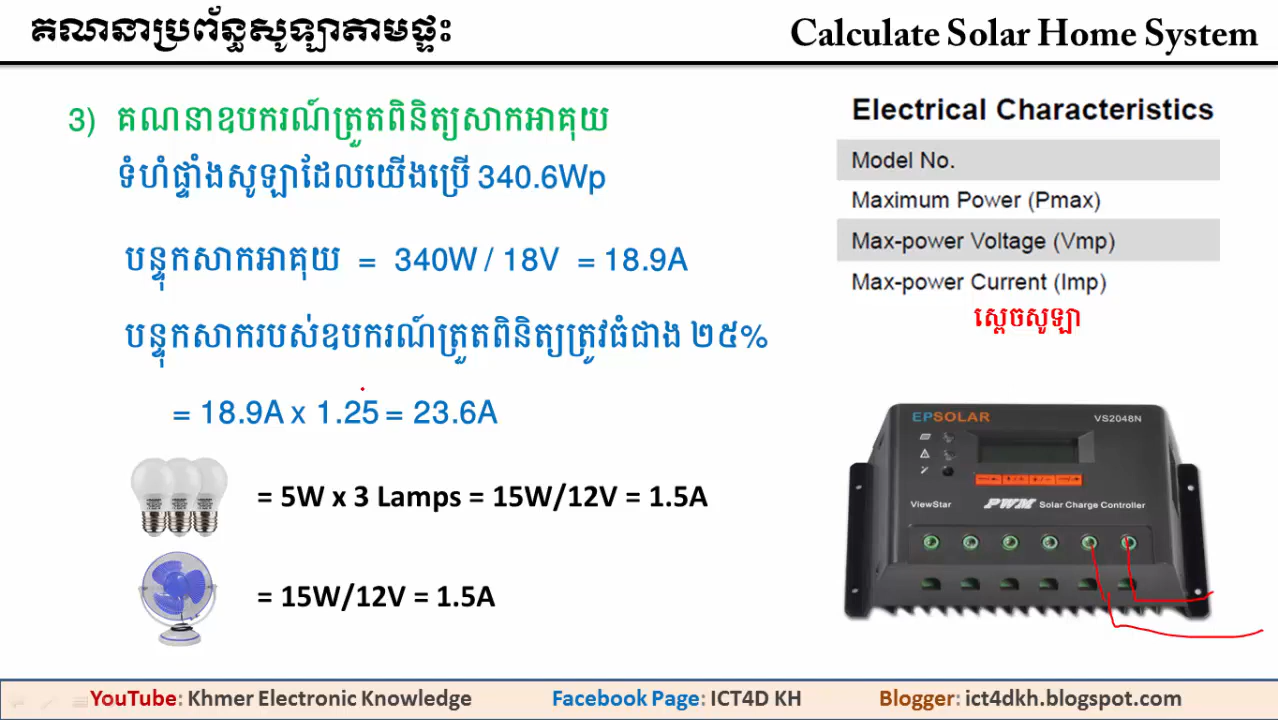 គណនាប្រព័ន្ធសូឡាតាមផ្ទះ
Calculate Solar Home System
3) គណនាឧបករណ៍ត្រួតពិនិត្យសាកអាគុយ
ទំហំផ្ទាំងសូឡាដែលយើងប្រើ 340.6Wp
បន្ទុកសាកអាគុយ = 340W / 18V = 18.9A
បន្ទុកសាករបស់ឧបករណ៍ត្រួតពិនិត្យត្រូវធំជាង ២៥%
= 18.9A x 1.25 = 23.6A
= 5W x 3 Lamps = 15W/12V = 1.5A
= 15W/12V = 1.5A
Electrical Characteristics
Model No.
Maximum Power (Pmax)
Max-power Voltage (Vmp)
Max-power Current (Imp)
ស្តេចសូឡា
EPSOLAR
VS2048N
ViewStar PWM Solar Charge Controller
YouTube: Khmer Electronic Knowledge
Facebook Page: ICT4D KH
Blogger: ict4dkh.blogspot.com